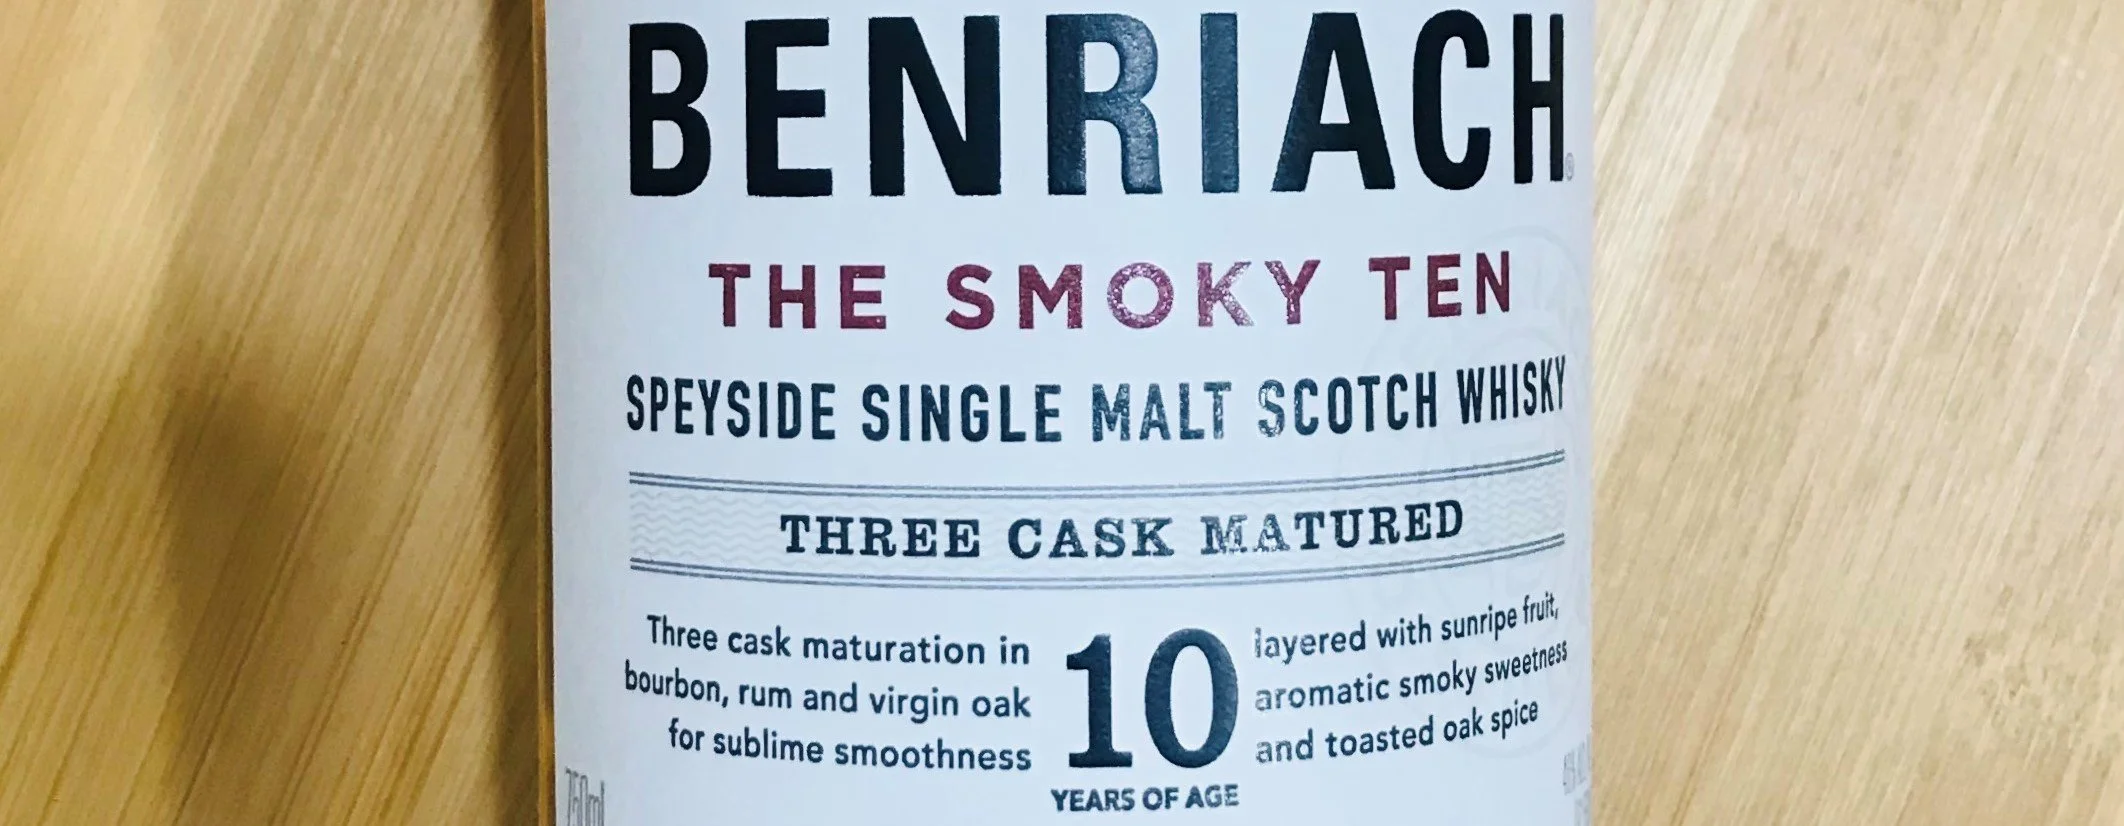 BENRIACH®
THE SMOKY TEN
SPEYSIDE SINGLE MALT SCOTCH WHISKY
THREE CASK MATURED
Three cask maturation in
bourbon, rum and virgin oak
for sublime smoothness
10
YEARS OF AGE
layered with sunripe fruit,
aromatic smoky sweetness
and toasted oak spice
750ml